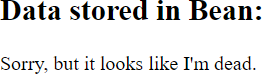 Data stored in Bean:
Sorry, but it looks like I'm dead.